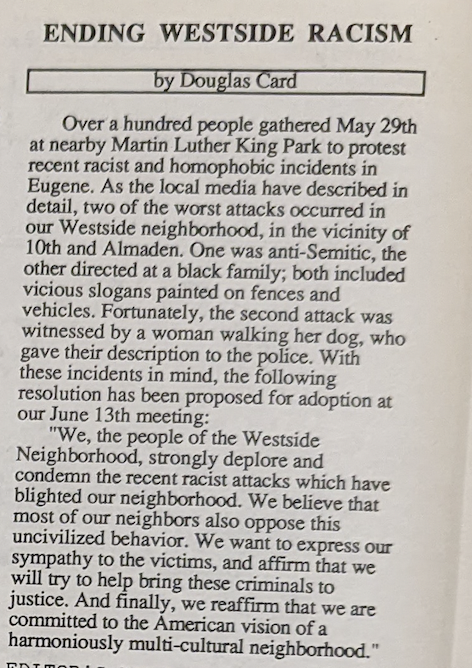 ENDING WESTSIDE RACISM
by Douglas Card
Over a hundred people gathered May 29th
at nearby Martin Luther King Park to protest
recent racist and homophobic incidents in
Eugene. As the local media have described in
detail, two of the worst attacks occurred in
our Westside neighborhood, in the vicinity of
10th and Almaden. One was anti-Semitic, the
other directed at a black family; both included
vicious slogans painted on fences and
vehicles. Fortunately, the second attack was
witnessed by a woman walking her dog, who
gave their description to the police. With
these incidents in mind, the following
resolution has been proposed for adoption at
our June 13th meeting:
"We, the people of the Westside
Neighborhood, strongly deplore and
condemn the recent racist attacks which have
blighted our neighborhood. We believe that
most of our neighbors also oppose this
uncivilized behavior. We want to express our
sympathy to the victims, and affirm that we
will try to help bring these criminals to
justice. And finally, we reaffirm that we are
committed to the American vision of a
harmoniously multi-cultural neighborhood."